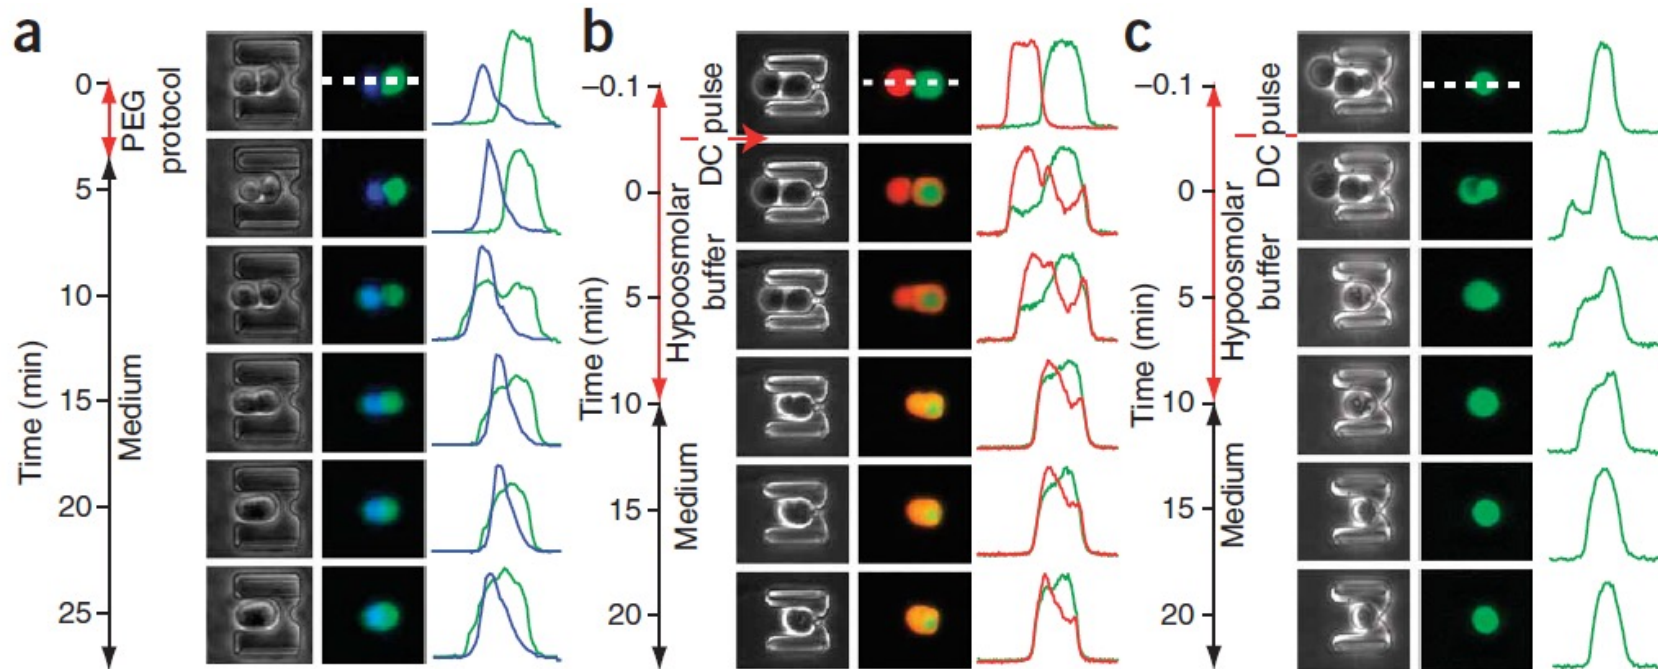 a
0
5
10
15
20
25
Time (min)
PEG
protocol
Medium
b
–0.1
0
5
10
15
20
Time (min)
DC pulse
Hypoosmolar
buffer
Medium
c
–0.1
0
5
10
15
20
Time (min)
DC pulse
Hypoosmolar
buffer
Medium